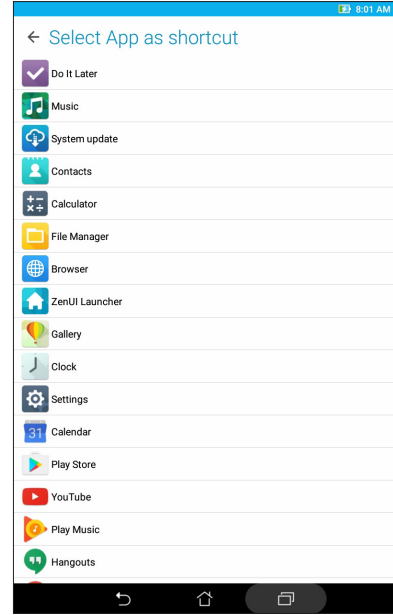 8:01 AM
Select App as shortcut
Do It Later
Music
System update
Contacts
Calculator
File Manager
Browser
ZenUI Launcher
Gallery
Clock
Settings
31
Calendar
Play Store
YouTube
Play Music
Hangouts